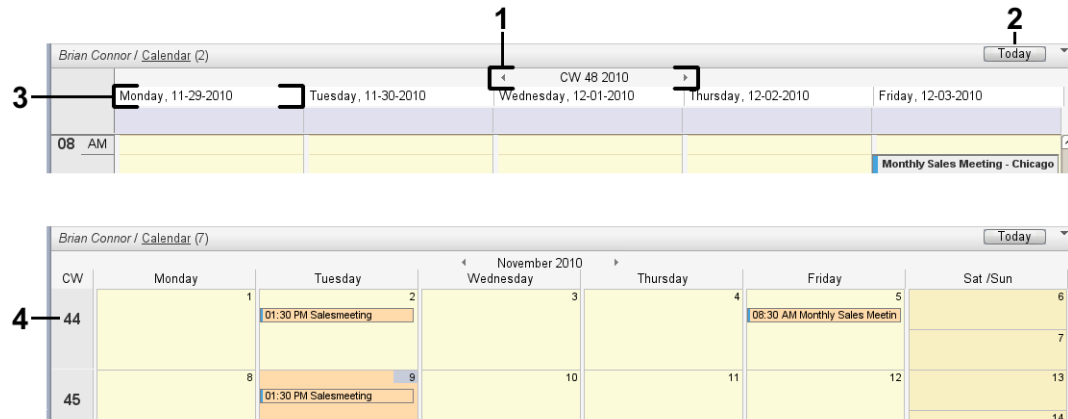 1 2
Brian Connor / Calendar (2) Today
CW 48 2010
3 Monday, 11-29-2010 Tuesday, 11-30-2010 Wednesday, 12-01-2010 Thursday, 12-02-2010 Friday, 12-03-2010
08 AM
Monthly Sales Meeting - Chicago
Brian Connor / Calendar (7) Today
November 2010
CW Monday Tuesday Wednesday Thursday Friday Sat /Sun
1 2 3 4 5 6
4 44 01:30 PM Salesmeeting 08:30 AM Monthly Sales Meetin
7
8 9 10 11 12 13
45 01:30 PM Salesmeeting
14